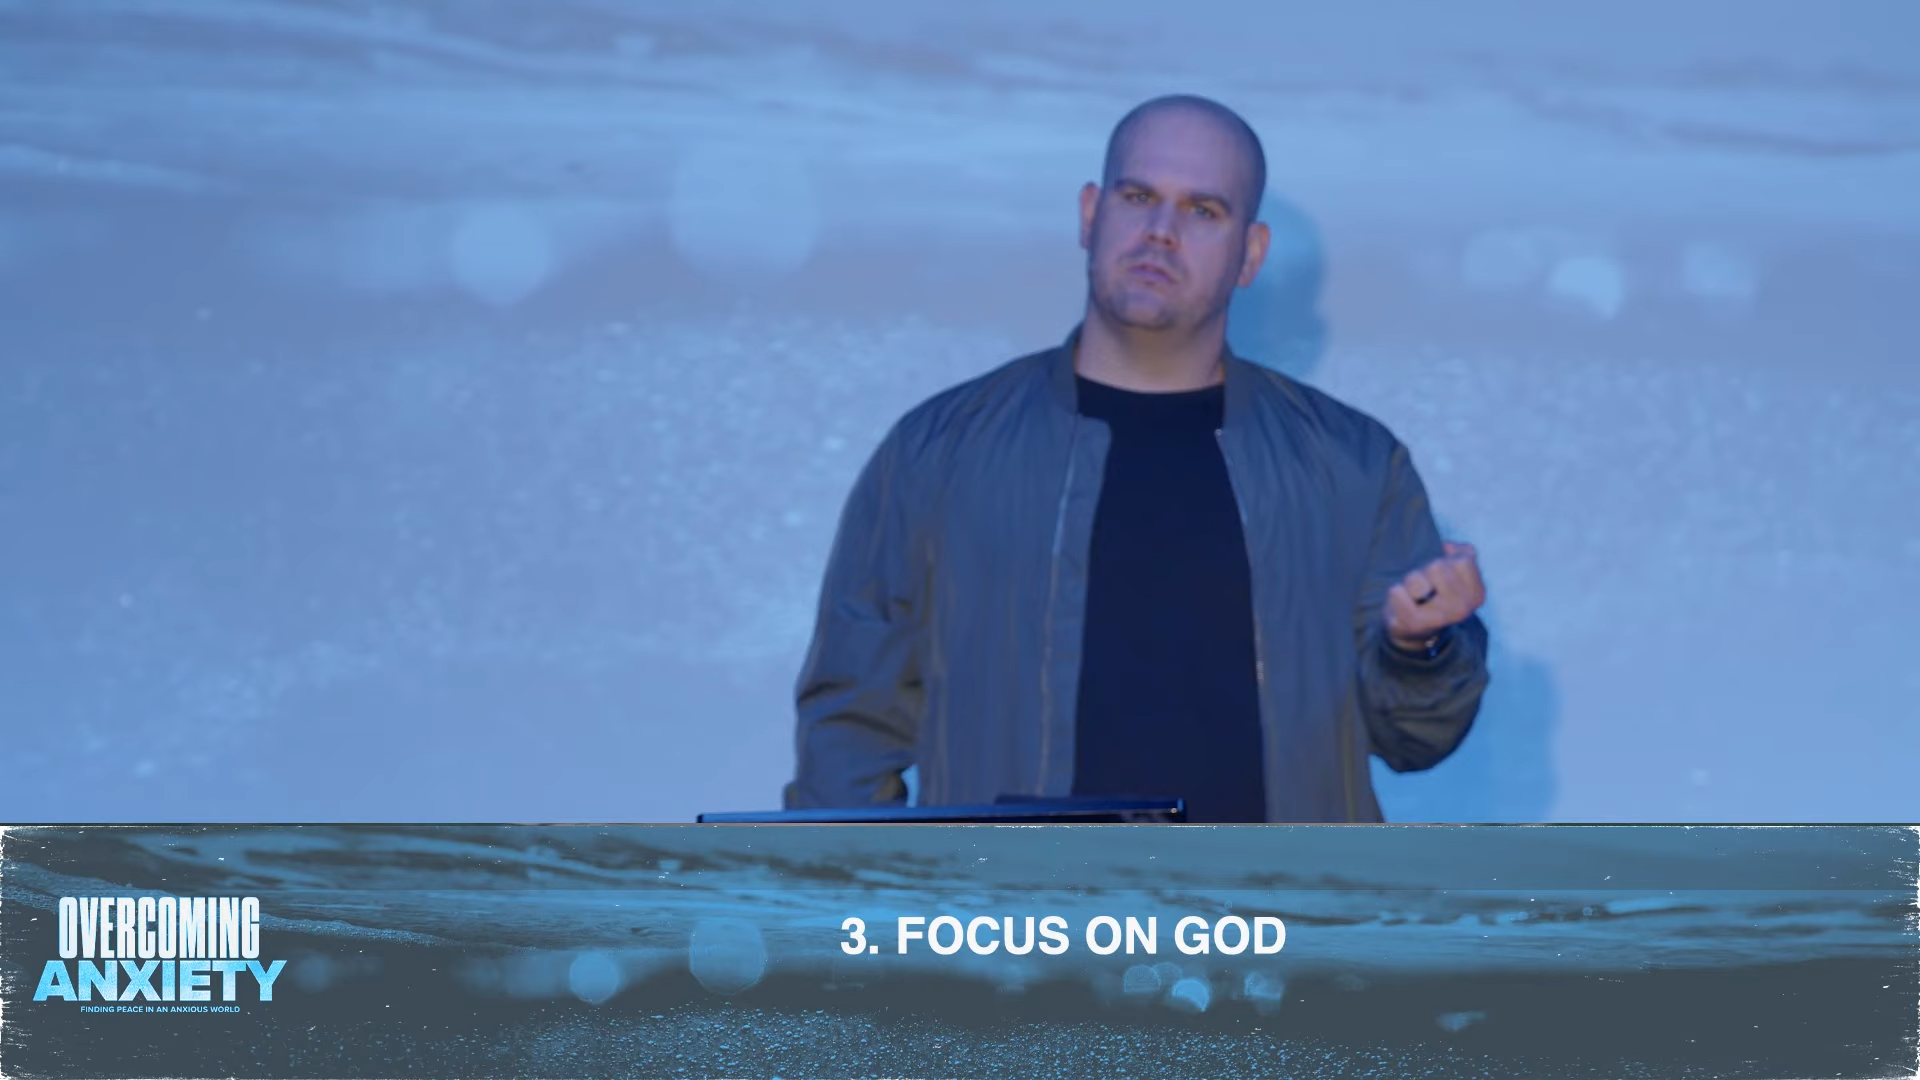 OVERCOMING
ANXIETY
FINDING PEACE IN AN ANXIOUS WORLD
3. FOCUS ON GOD